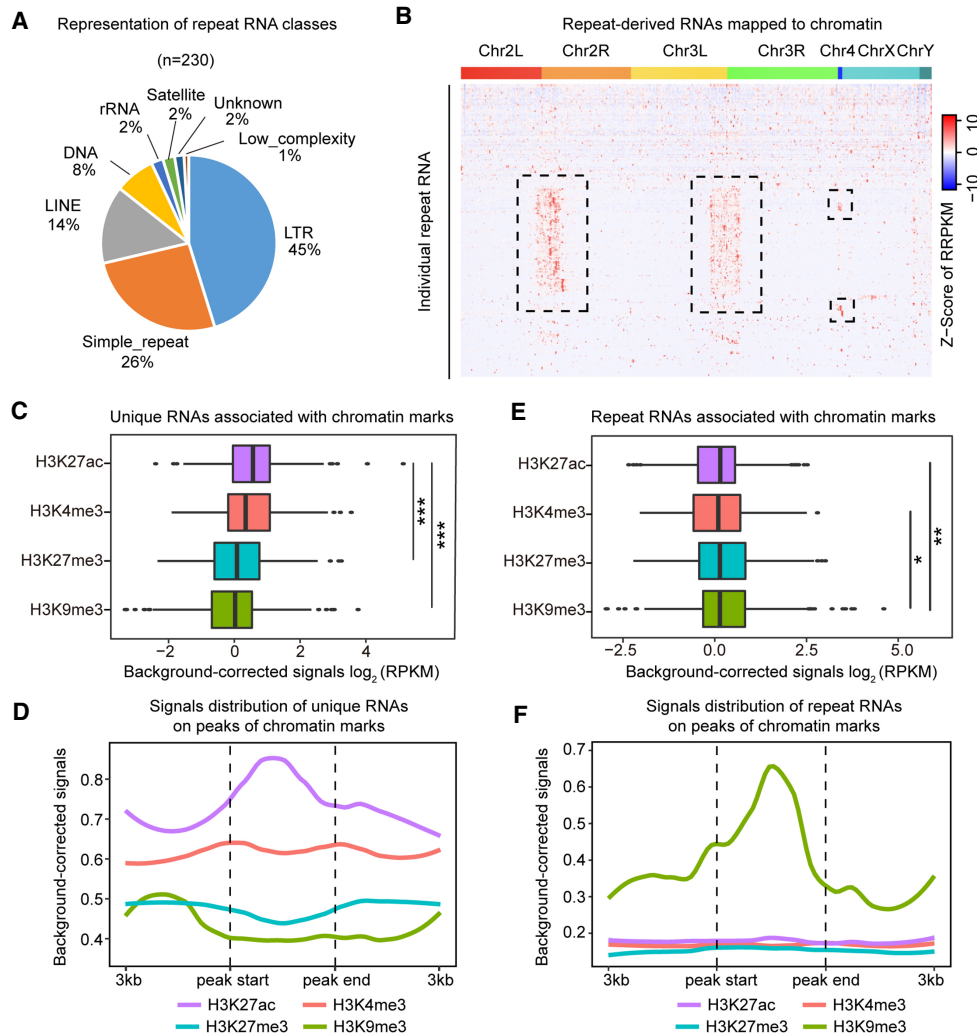 A
Representation of repeat RNA classes
(n=230)
Satellite
2%
Unknown
2%
rRNA
2%
Low_complexity
1%
DNA
8%
LINE
14%
LTR
45%
Simple_repeat
26%
B
Repeat-derived RNAs mapped to chromatin
Chr2L Chr2R Chr3L Chr3R Chr4 ChrX ChrY
Individual repeat RNA
−10 0 10
Z−Score of RRPKM
C
Unique RNAs associated with chromatin marks
H3K27ac
H3K4me3
H3K27me3
H3K9me3
***
***
−2 0 2 4
Background-corrected signals log2 (RPKM)
E
Repeat RNAs associated with chromatin marks
H3K27ac
H3K4me3
H3K27me3
H3K9me3
*
**
−2.5 0.0 2.5 5.0
Background-corrected signals log2 (RPKM)
D
Signals distribution of unique RNAs
on peaks of chromatin marks
Background-corrected signals
0.8
0.7
0.6
0.5
0.4
3kb peak start peak end 3kb
H3K27ac H3K4me3
H3K27me3 H3K9me3
F
Signals distribution of repeat RNAs
on peaks of chromatin marks
Background-corrected signals
0.7
0.6
0.5
0.4
0.3
0.2
3kb peak start peak end 3kb
H3K27ac H3K4me3
H3K27me3 H3K9me3